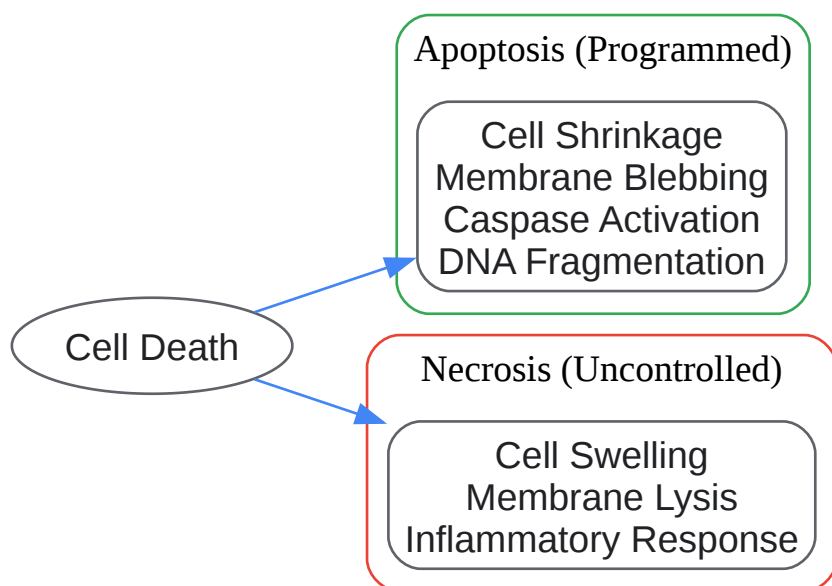 Apoptosis (Programmed)
Cell Shrinkage
Membrane Blebbing
Caspase Activation
DNA Fragmentation
Cell Death
Necrosis (Uncontrolled)
Cell Swelling
Membrane Lysis
Inflammatory Response